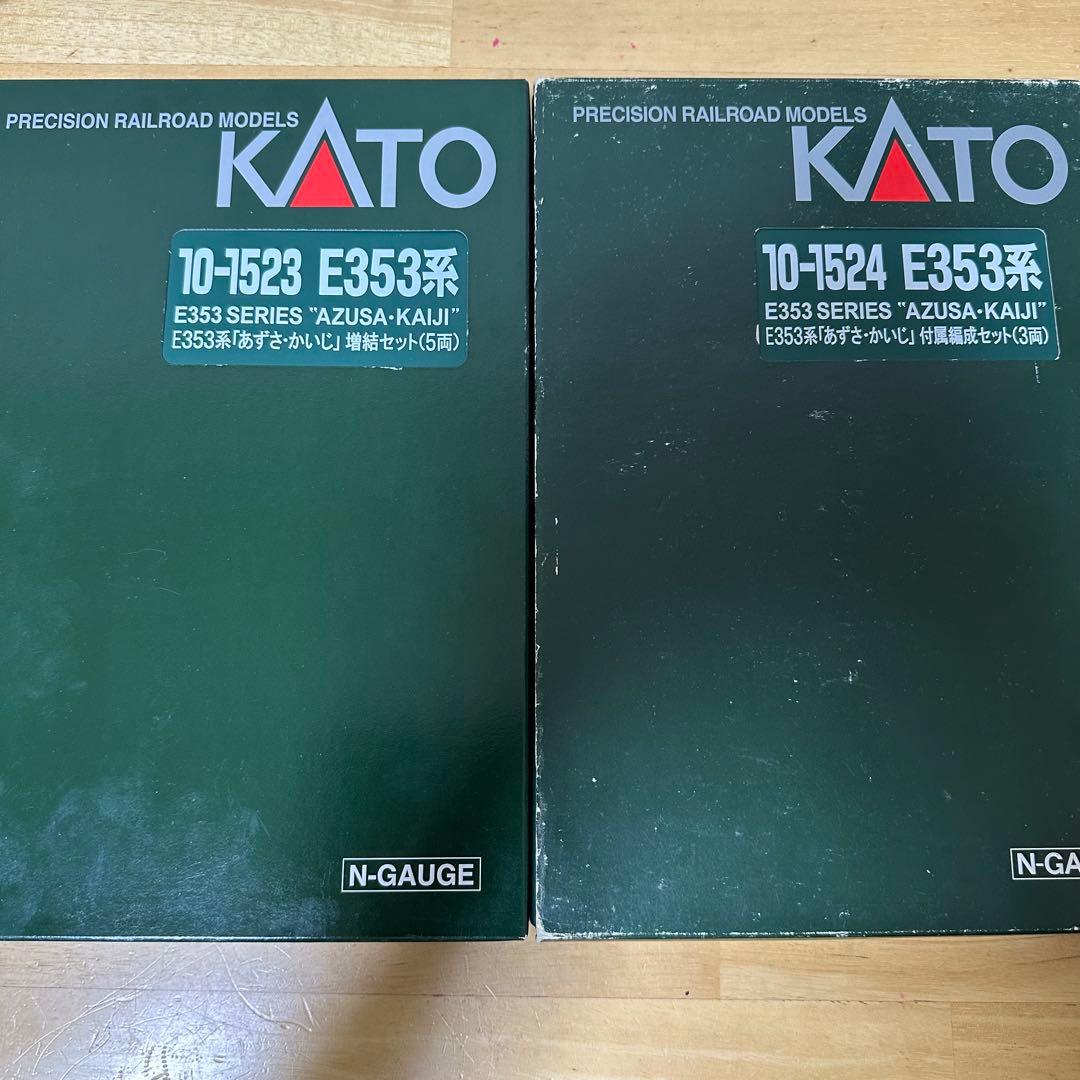 PRECISION RAILROAD MODELS
KATO
10-1523 E353系
E353 SERIES "AZUSA・KAIJI"
E353系「あずさ・かいじ」 増結セット(5両)
N-GAUGE
PRECISION RAILROAD MODELS
KATO
10-1524 E353系
E353 SERIES "AZUSA・KAIJI"
E353系「あずさ・かいじ」 付属編成セット(3両)
N-GA